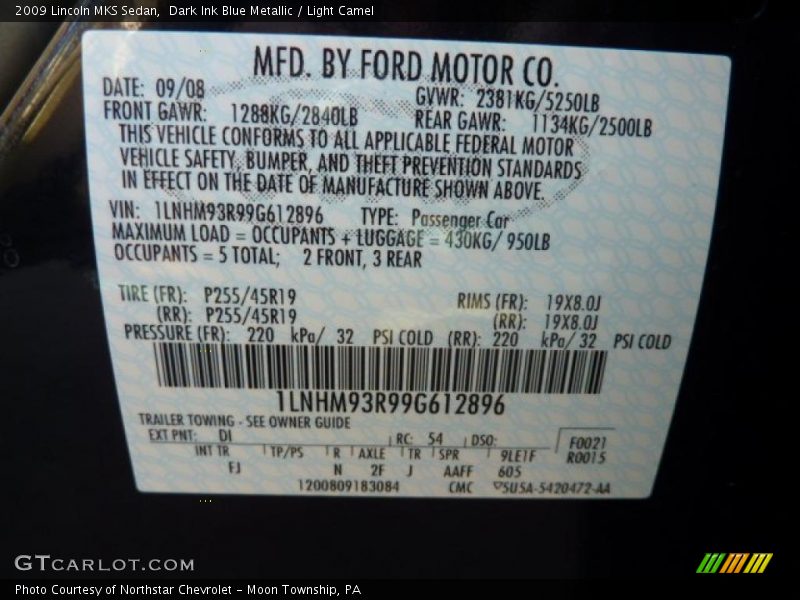 2009 Lincoln MKS Sedan,  Dark Ink Blue Metallic / Light Camel
MFD. BY FORD MOTOR CO.
DATE: 09/08 GVWR: 2381KG/5250LB
FRONT GAWR: 1288KG/2840LB REAR GAWR: 1134KG/2500LB
THIS VEHICLE CONFORMS TO ALL APPLICABLE FEDERAL MOTOR
VEHICLE SAFETY, BUMPER, AND THEFT PREVENTION STANDARDS
IN EFFECT ON THE DATE OF MANUFACTURE SHOWN ABOVE.
VIN: 1LNHM93R99G612896 TYPE: Passenger Car
MAXIMUM LOAD = OCCUPANTS + LUGGAGE = 430KG/ 950LB
OCCUPANTS = 5 TOTAL; 2 FRONT, 3 REAR
TIRE (FR): P255/45R19 RIMS (FR): 19X8.0J
(RR): P255/45R19 (RR): 19X8.0J
PRESSURE (FR): 220 kPa/ 32 PSI COLD (RR): 220 kPa/ 32 PSI COLD
1LNHM93R99G612896
TRAILER TOWING - SEE OWNER GUIDE
EXT PNT: DI RC: 54 DSO: F0021
INT TR TP/PS R AXLE TR SPR 9LE1F R0015
FJ N 2F J AAFF 605
1200809183084 CMC 5U5A-5420472-AA
GTCARLOT.COM
Photo Courtesy of Northstar Chevrolet - Moon Township, PA